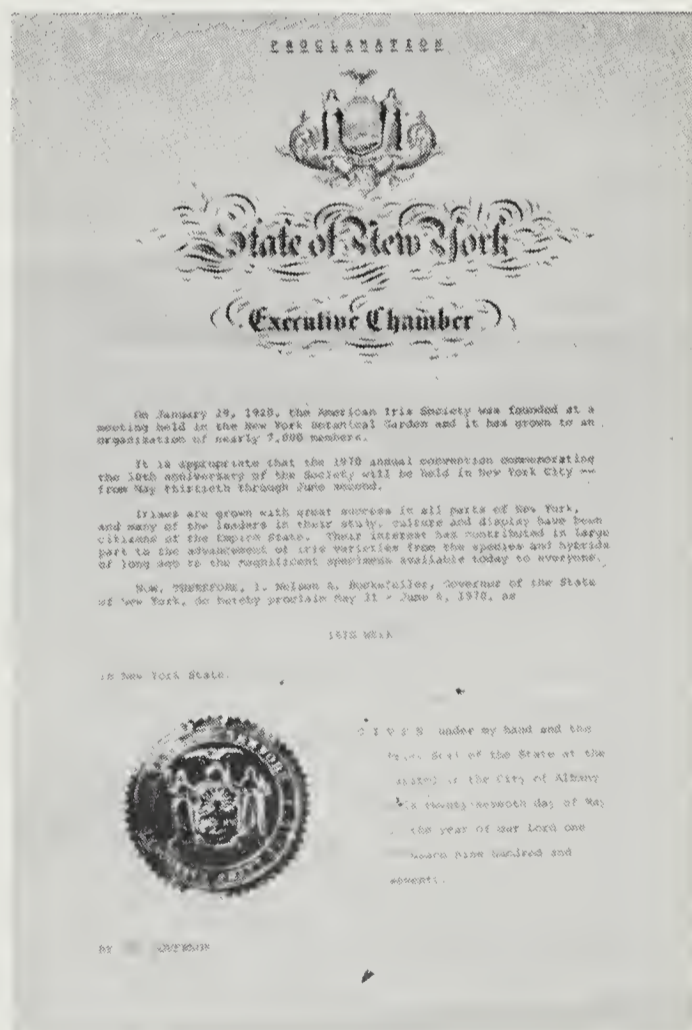 PROCLAMATION
State of New York
Executive Chamber
On January 29, 1920, the American Iris Society was founded at a
meeting held in the New York Botanical Garden and it has grown to an
organization of nearly 7,000 members.
It is appropriate that the 1970 annual convention commemorating
the 50th anniversary of the Society will be held in New York City --
from May thirtieth through June second.
Irises are grown with great success in all parts of New York,
and many of the leaders in their study, culture and display have been
citizens of the Empire State. Their interest has contributed in large
part to the advancement of iris varieties from the species and hybrids
of long ago to the magnificent specimens available today to everyone.
NOW, THEREFORE, I, Nelson A. Rockefeller, Governor of the State
of New York, do hereby proclaim May 31 - June 6, 1970, as
IRIS WEEK
in New York State.
G I V E N under my hand and the
Privy Seal of the State at the
Capitol in the City of Albany
this twenty-seventh day of May
the year of our Lord one
nine hundred and
seventy.
BY